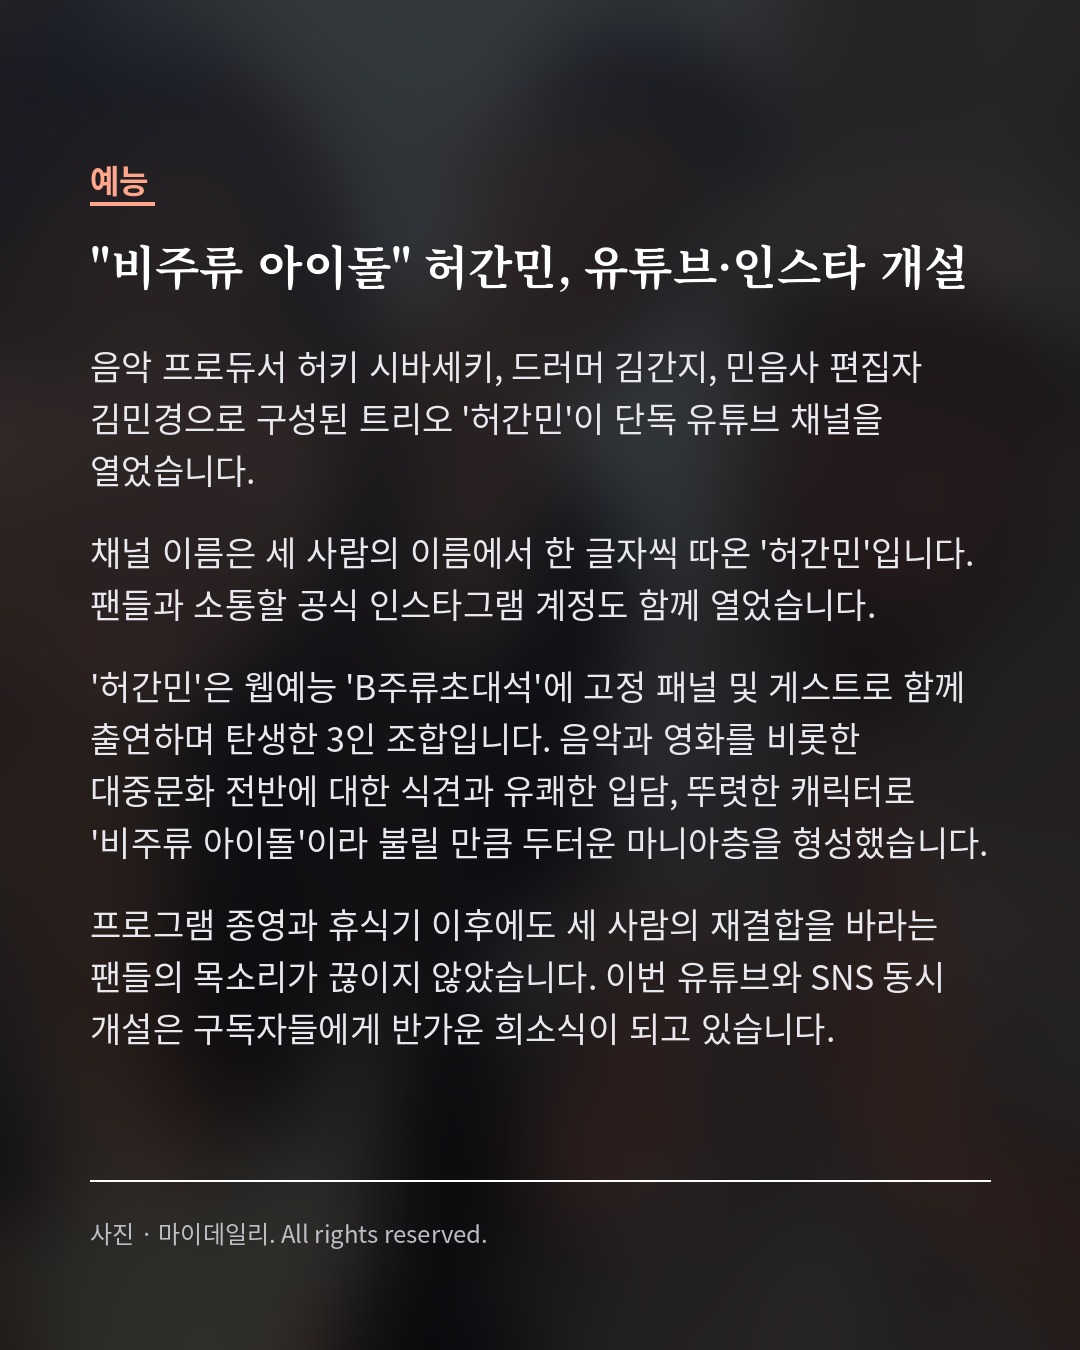 예능
"비주류 아이돌" 허간민, 유튜브·인스타 개설
음악 프로듀서 허키 시바세키, 드러머 김간지, 민음사 편집자
김민경으로 구성된 트리오 '허간민'이 단독 유튜브 채널을
열었습니다.
채널 이름은 세 사람의 이름에서 한 글자씩 따온 '허간민'입니다.
팬들과 소통할 공식 인스타그램 계정도 함께 열었습니다.
'허간민'은 웹예능 'B주류초대석'에 고정 패널 및 게스트로 함께
출연하며 탄생한 3인 조합입니다. 음악과 영화를 비롯한
대중문화 전반에 대한 식견과 유쾌한 입담, 뚜렷한 캐릭터로
'비주류 아이돌'이라 불릴 만큼 두터운 마니아층을 형성했습니다.
프로그램 종영과 휴식기 이후에도 세 사람의 재결합을 바라는
팬들의 목소리가 끊이지 않았습니다. 이번 유튜브와 SNS 동시
개설은 구독자들에게 반가운 희소식이 되고 있습니다.
사진 · 마이데일리. All rights reserved.